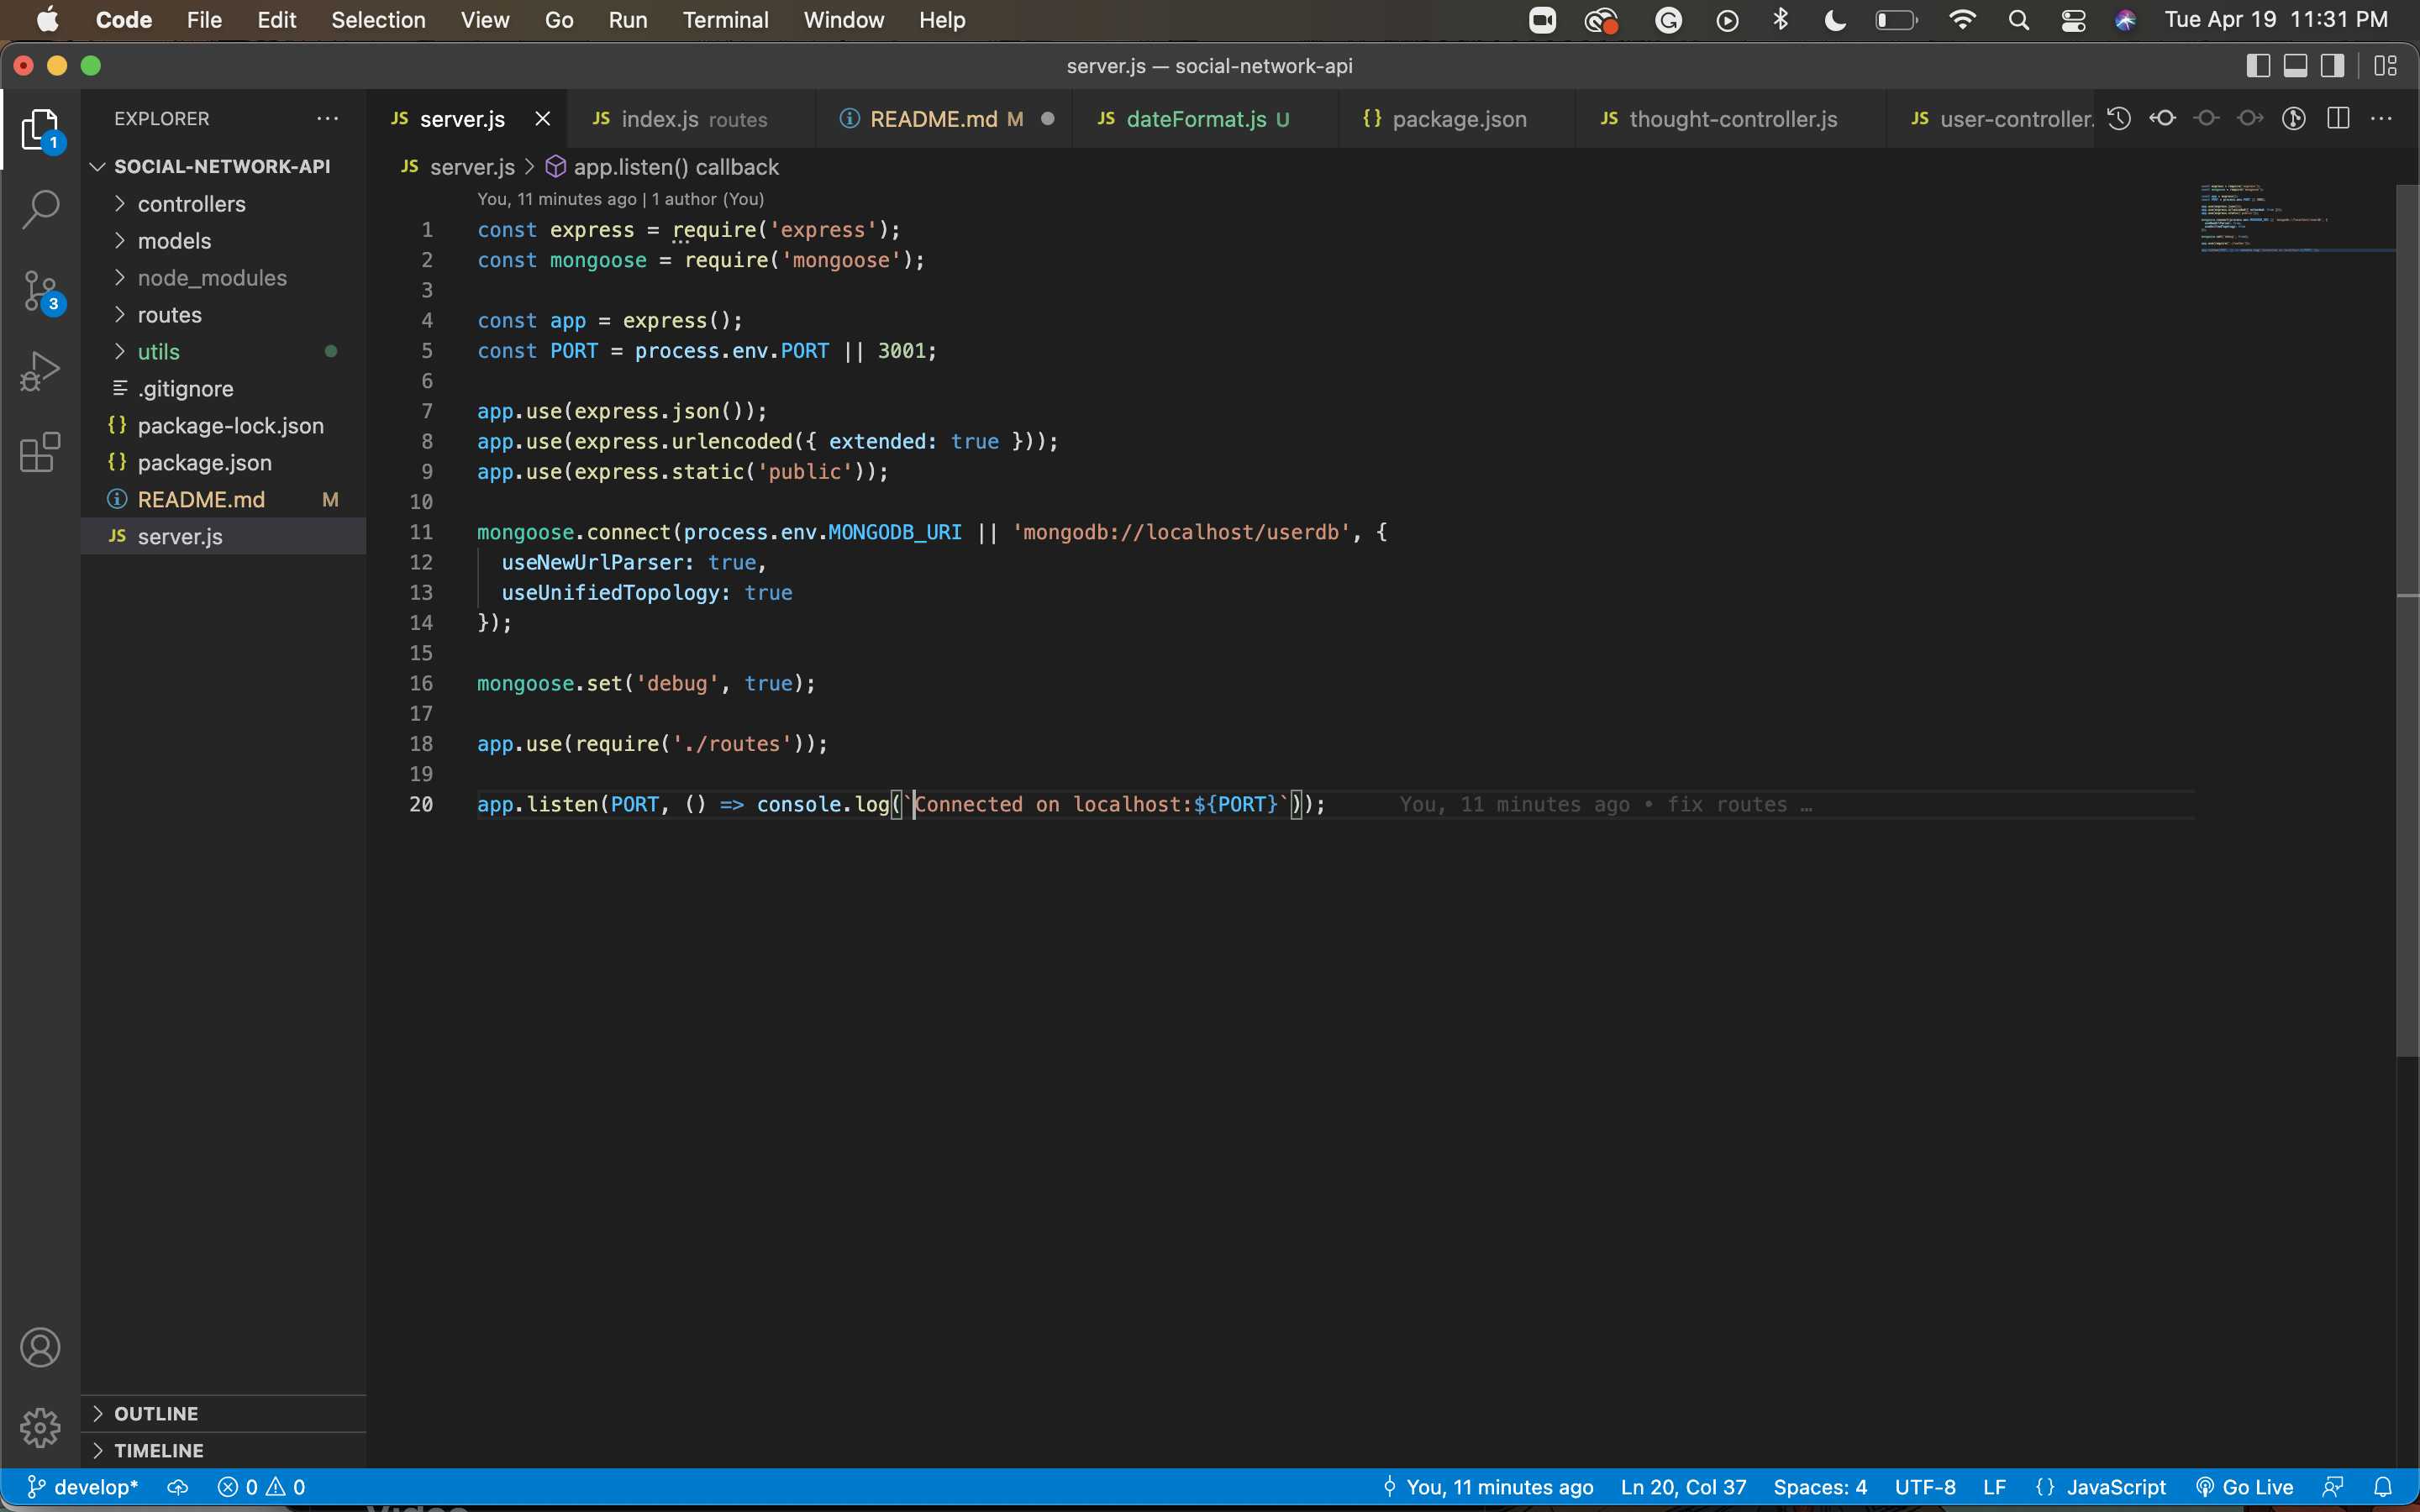 Code File Edit Selection View Go Run Terminal Window Help Tue Apr 19 11:31 PM
server.js — social-network-api
EXPLORER
JS server.js
JS index.js routes
README.md M
JS dateFormat.js U
{} package.json
JS thought-controller.js
JS user-controller.
1
3
SOCIAL-NETWORK-API
controllers
models
node_modules
routes
utils
.gitignore
{} package-lock.json
{} package.json
README.md M
JS server.js
OUTLINE
TIMELINE
JS server.js > app.listen() callback
You, 11 minutes ago | 1 author (You)
1 const express = require('express');
2 const mongoose = require('mongoose');
3
4 const app = express();
5 const PORT = process.env.PORT || 3001;
6
7 app.use(express.json());
8 app.use(express.urlencoded({ extended: true }));
9 app.use(express.static('public'));
10
11 mongoose.connect(process.env.MONGODB_URI || 'mongodb://localhost/userdb', {
12 useNewUrlParser: true,
13 useUnifiedTopology: true
14 });
15
16 mongoose.set('debug', true);
17
18 app.use(require('./routes'));
19
20 app.listen(PORT, () => console.log(`Connected on localhost:${PORT}`)); You, 11 minutes ago • fix routes …
develop* 0 0 You, 11 minutes ago Ln 20, Col 37 Spaces: 4 UTF-8 LF {} JavaScript Go Live